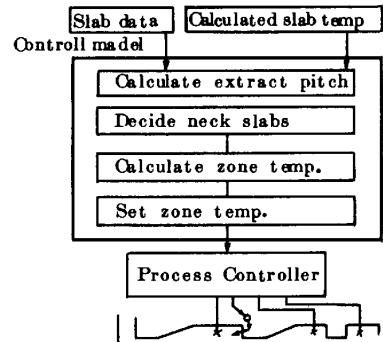 Slab data
Calculated slab temp
Controll madel
Calculate extract pitch
Decide neck slabs
Calculate zone temp.
Set zone temp.
Process Controller